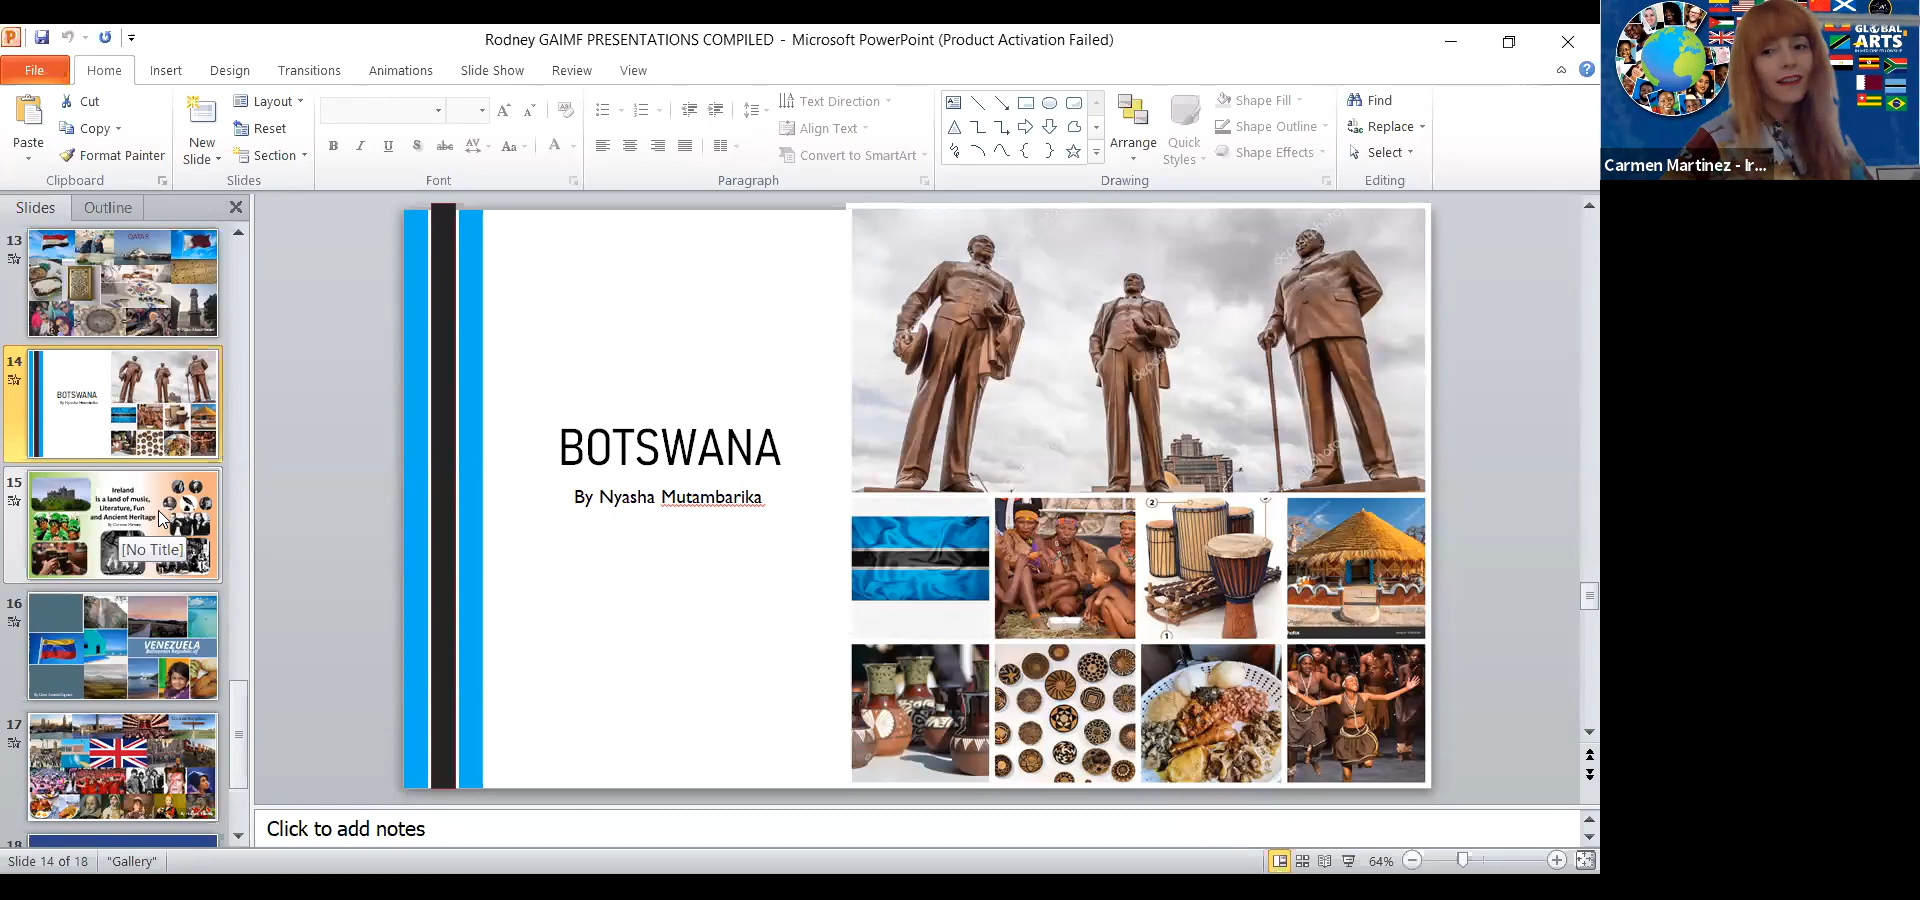 Rodney GAIMF PRESENTATIONS COMPILED - Microsoft PowerPoint (Product Activation Failed)
File Home Insert Design Transitions Animations Slide Show Review View
Paste
Cut
Copy
Format Painter
Clipboard
New Slide
Layout
Reset
Section
Slides
Font
Text Direction
Align Text
Convert to SmartArt
Paragraph
Arrange
Quick Styles
Shape Fill
Shape Outline
Shape Effects
Drawing
Find
Replace
Select
Editing
GLOBAL
ARTS
Carmen Martinez - Ir...
Slides Outline
13
QATAR
14
BOTSWANA
By Nyasha Mutambarika
15
Ireland
is a land of music,
Literature, Fun
and Ancient Heritage
[No Title]
16
VENEZUELA
17
18
BOTSWANA
By Nyasha Mutambarika
Click to add notes
Slide 14 of 18 "Gallery" 64%